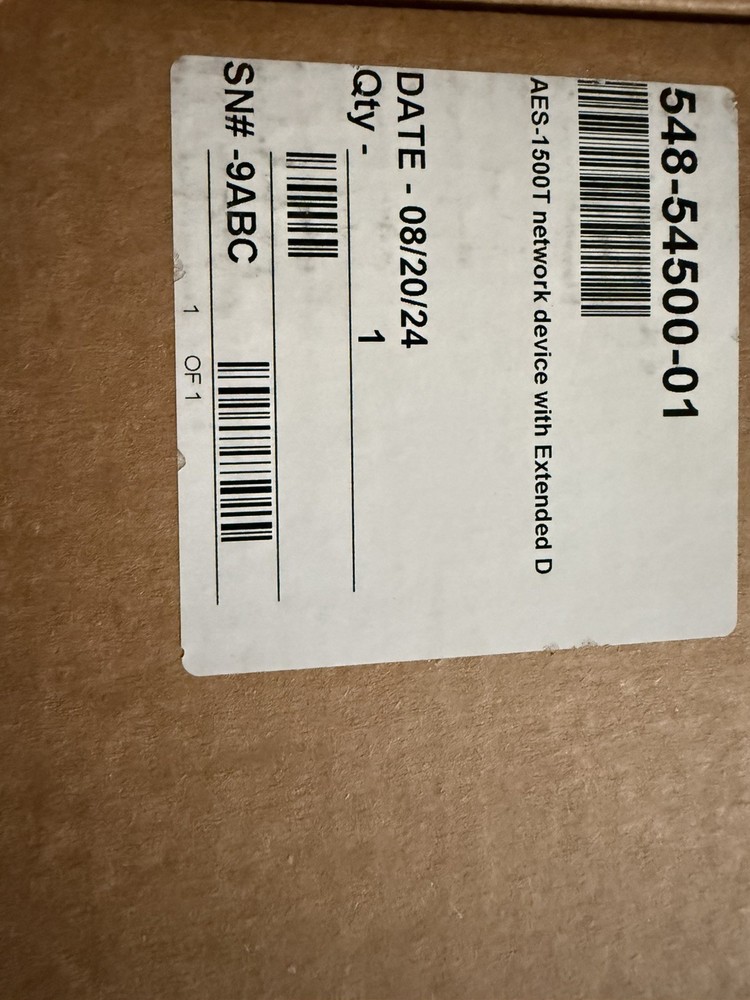 548-54500-01
AES-1500T network device with Extended D
DATE - 08/20/24
Qty - 1
SN# -9ABC
1 OF 1